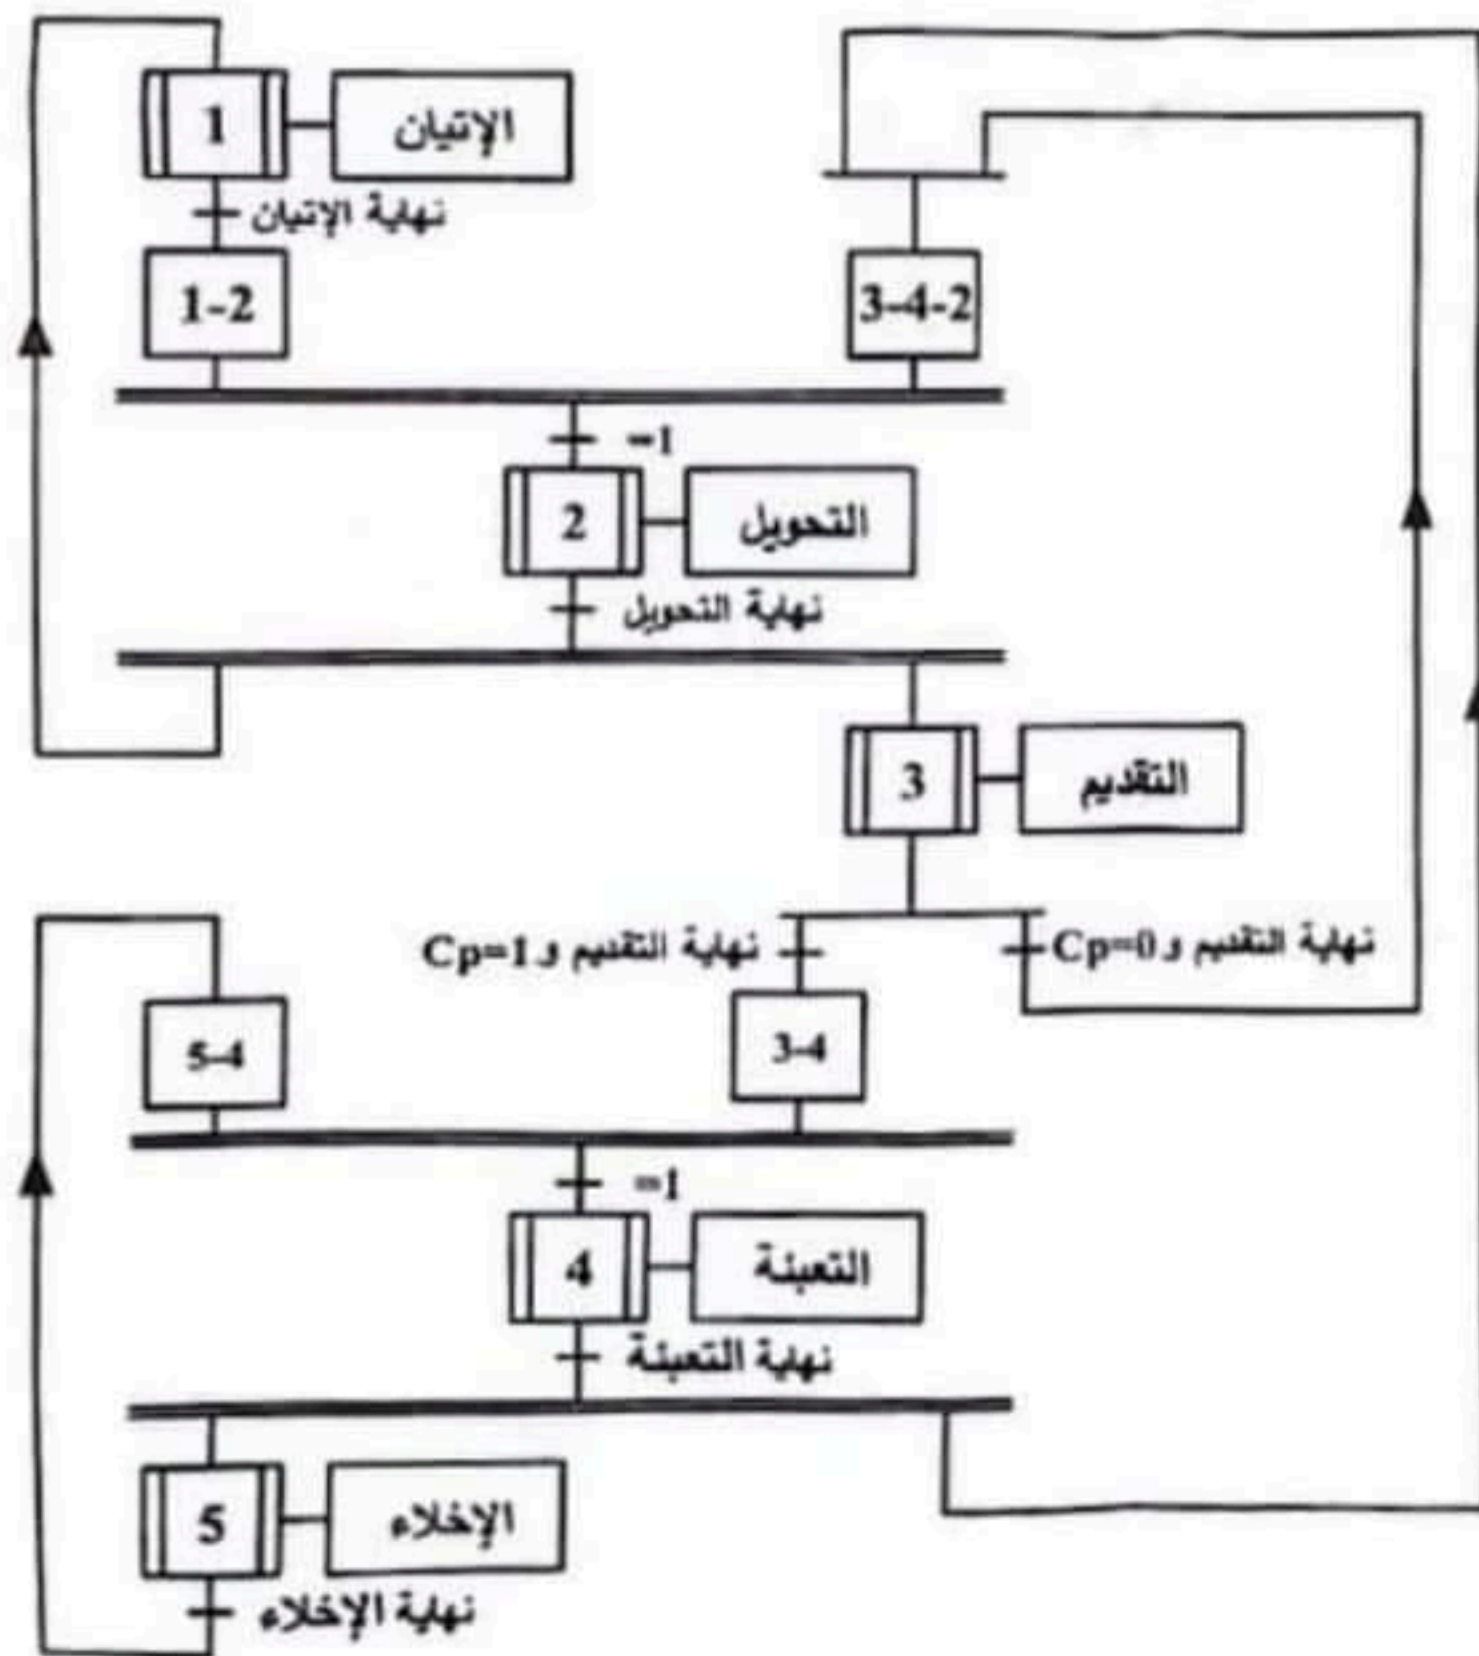 1 الإتيان
نهاية الإتيان
1-2 3-4-2
=1
2 التحويل
نهاية التحويل
3 التقديم
نهاية التقديم و Cp=1 نهاية التقديم و Cp=0
5-4 3-4
=1
4 التعبئة
نهاية التعبئة
5 الإخلاء
نهاية الإخلاء